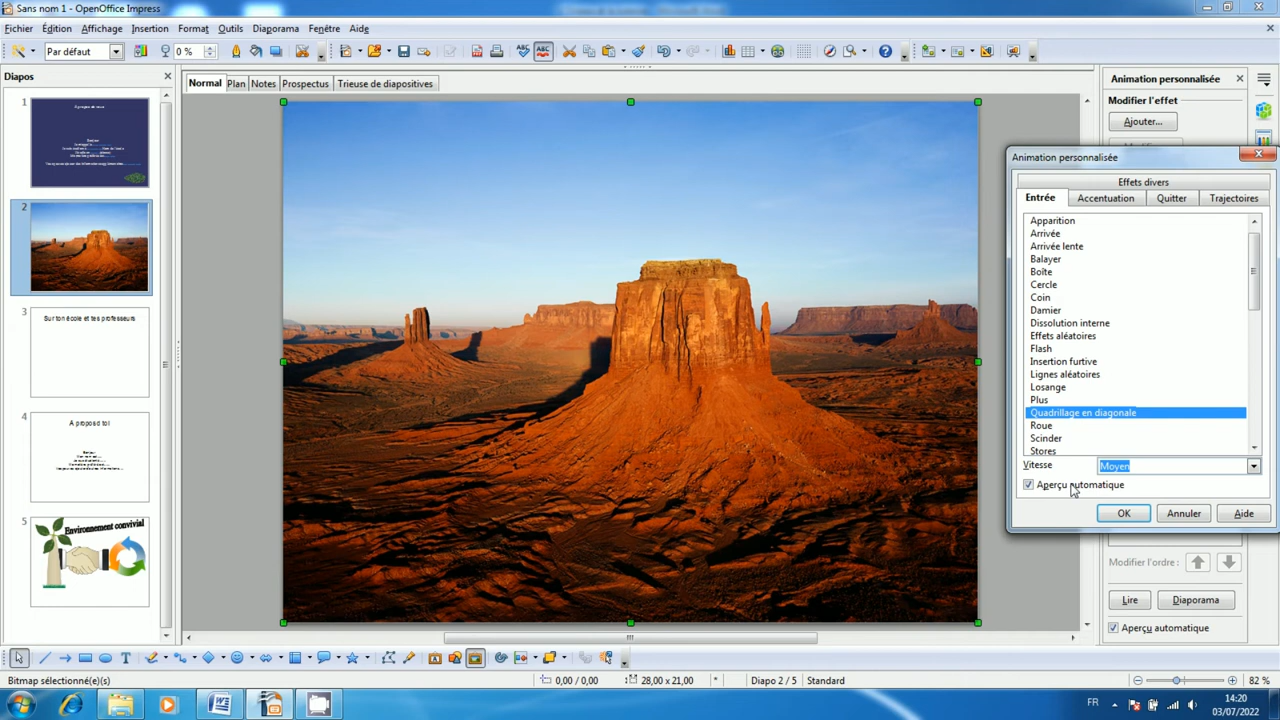 Sans nom 1 - OpenOffice Impress
Fichier Édition Affichage Insertion Format Outils Diaporama Fenêtre Aide
Par défaut 0 %
Diapos
Normal Plan Notes Prospectus Trieuse de diapositives
1
2
3
Sur ton école et tes professeurs
4
A propos d toi
5
Environnement convivial
Animation personnalisée
Modifier l'effet
Ajouter...
Animation personnalisée
Effets divers
Entrée Accentuation Quitter Trajectoires
Apparition
Arrivée
Arrivée lente
Balayer
Boîte
Cercle
Coin
Damier
Dissolution interne
Effets aléatoires
Flash
Insertion furtive
Lignes aléatoires
Losange
Plus
Quadrillage en diagonale
Roue
Scinder
Stores
Vitesse Moyen
Aperçu automatique
OK Annuler Aide
Modifier l'ordre :
Lire Diaporama
Aperçu automatique
Bitmap sélectionné(e)(s) 0,00 / 0,00 28,00 x 21,00 * Diapo 2 / 5 Standard 82 %
FR 14:20
03/07/2022